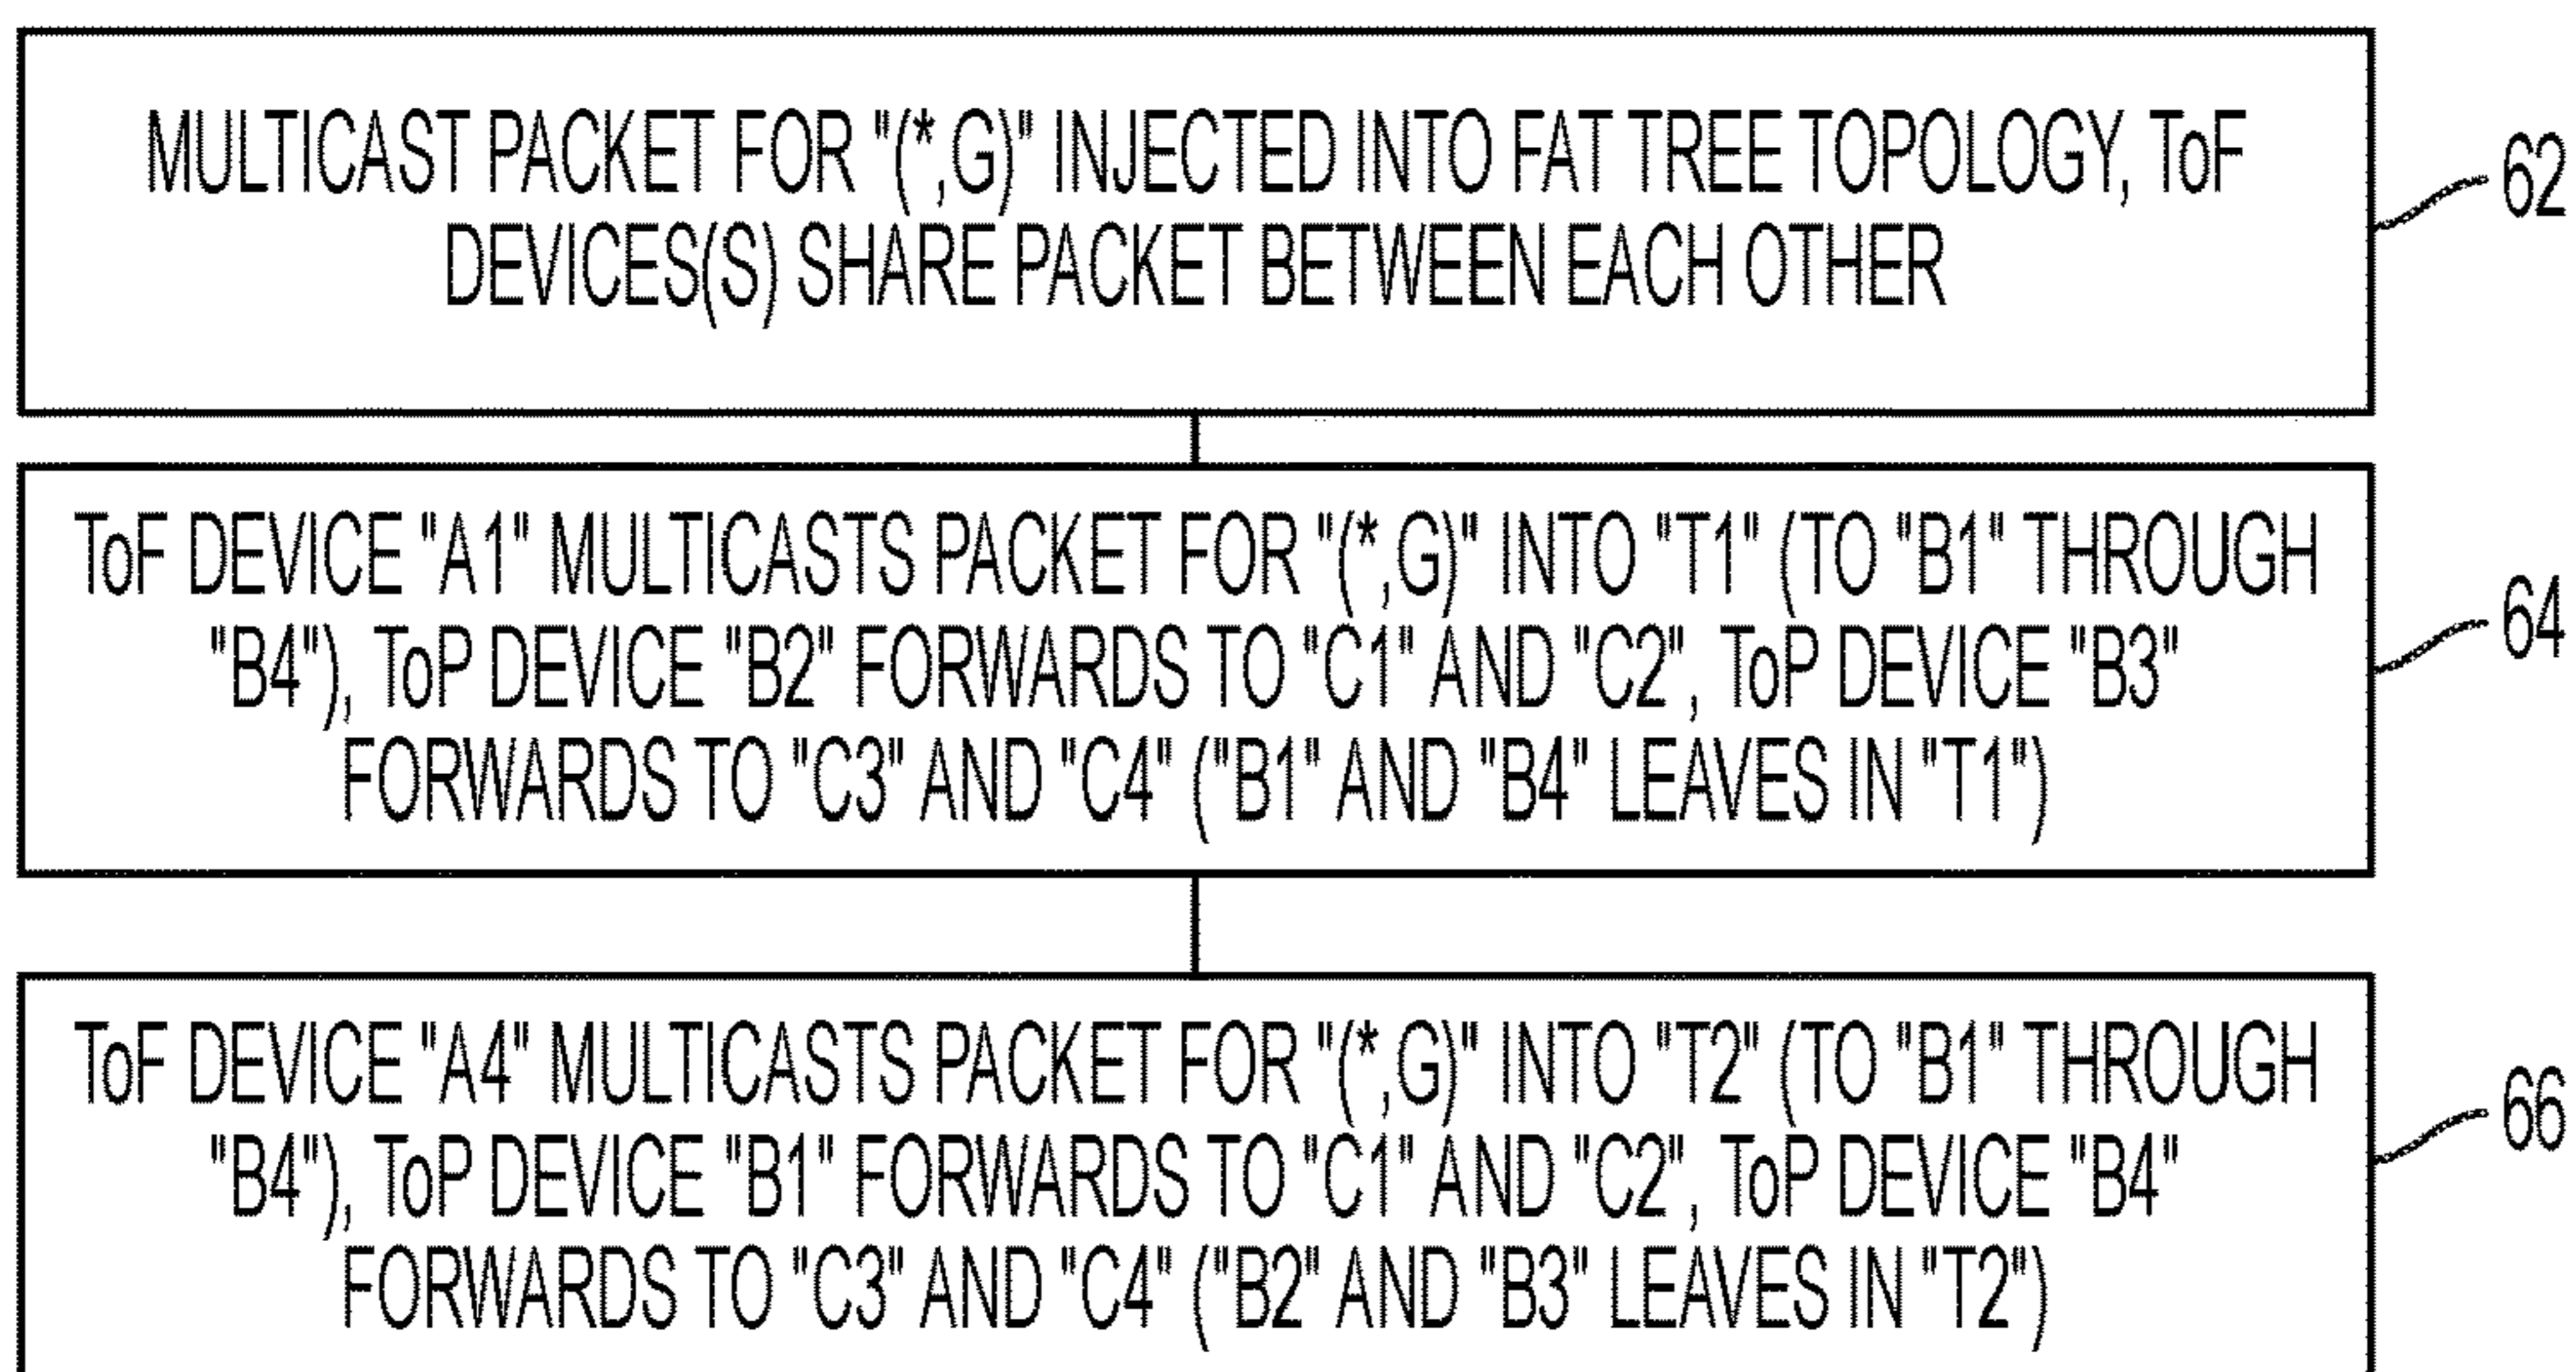 MULTICAST PACKET FOR "(*,G)" INJECTED INTO FAT TREE TOPOLOGY, ToF
DEVICES(S) SHARE PACKET BETWEEN EACH OTHER
62
ToF DEVICE "A1" MULTICASTS PACKET FOR "(*,G)" INTO "T1" (TO "B1" THROUGH
"B4"), ToP DEVICE "B2" FORWARDS TO "C1" AND "C2", ToP DEVICE "B3"
FORWARDS TO "C3" AND "C4" ("B1" AND "B4" LEAVES IN "T1")
64
ToF DEVICE "A4" MULTICASTS PACKET FOR "(*,G)" INTO "T2" (TO "B1" THROUGH
"B4"), ToP DEVICE "B1" FORWARDS TO "C1" AND "C2", ToP DEVICE "B4"
FORWARDS TO "C3" AND "C4" ("B2" AND "B3" LEAVES IN "T2")
66